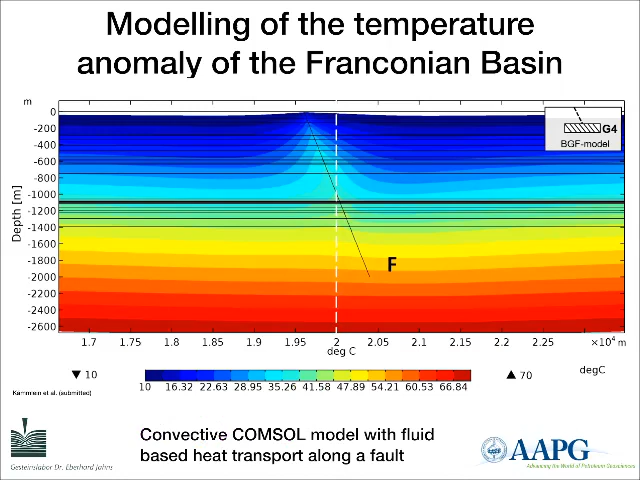 Modelling of the temperature
anomaly of the Franconian Basin
m
0
-200
-400
-600
-800
-1000
-1200
-1400
-1600
-1800
-2000
-2200
-2400
-2600
Depth [m]
G4
BGF-model
F
1.7 1.75 1.8 1.85 1.9 1.95 2 2.05 2.1 2.15 2.2 2.25 ×10⁴ m
deg C
▼ 10
10 16.32 22.63 28.95 35.26 41.58 47.89 54.21 60.53 66.84
▲ 70
degC
Kämmlein et al. (submitted)
Convective COMSOL model with fluid
based heat transport along a fault
Gesteinslabor Dr. Eberhard Jahns
AAPG
Advancing the World of Petroleum Geosciences.